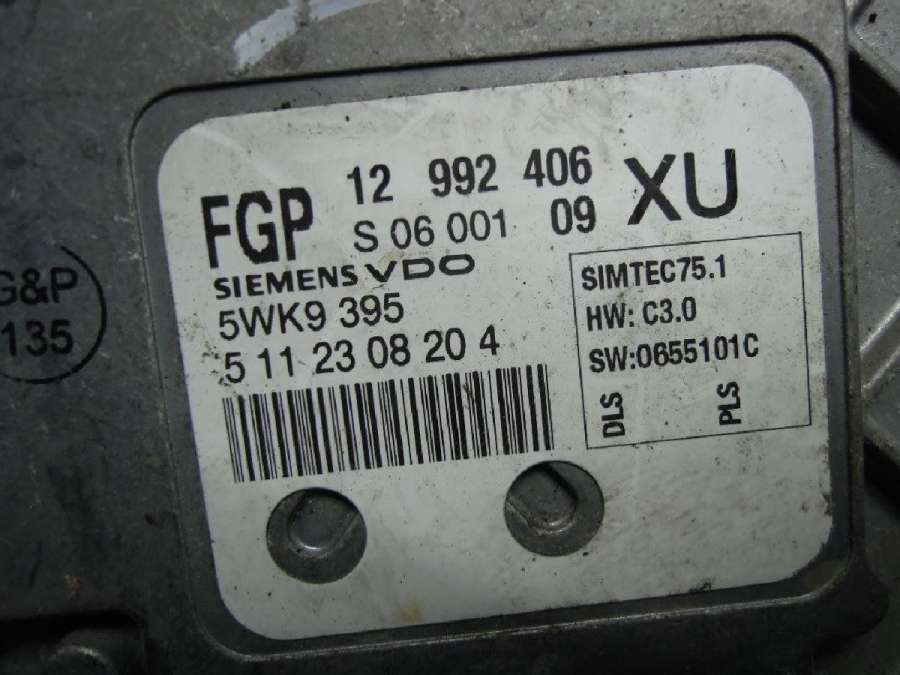 FGP 12 992 406 XU
S 06 001 09
SIEMENS VDO
5WK9 395
5 11 23 08 20 4
SIMTEC75.1
HW: C3.0
SW:0655101C
DLS PLS
G&P
135